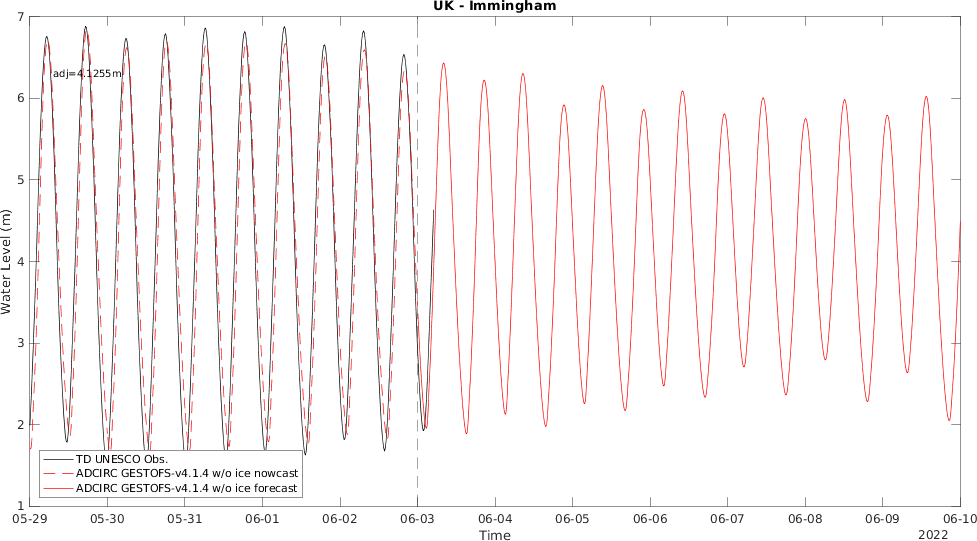 UK - Immingham
7
6
5
4
3
2
1
Water Level (m)
adj=4.1255m
TD UNESCO Obs.
ADCIRC GESTOFS-v4.1.4 w/o ice nowcast
ADCIRC GESTOFS-v4.1.4 w/o ice forecast
05-29 05-30 05-31 06-01 06-02 06-03 06-04 06-05 06-06 06-07 06-08 06-09 06-10
Time
2022